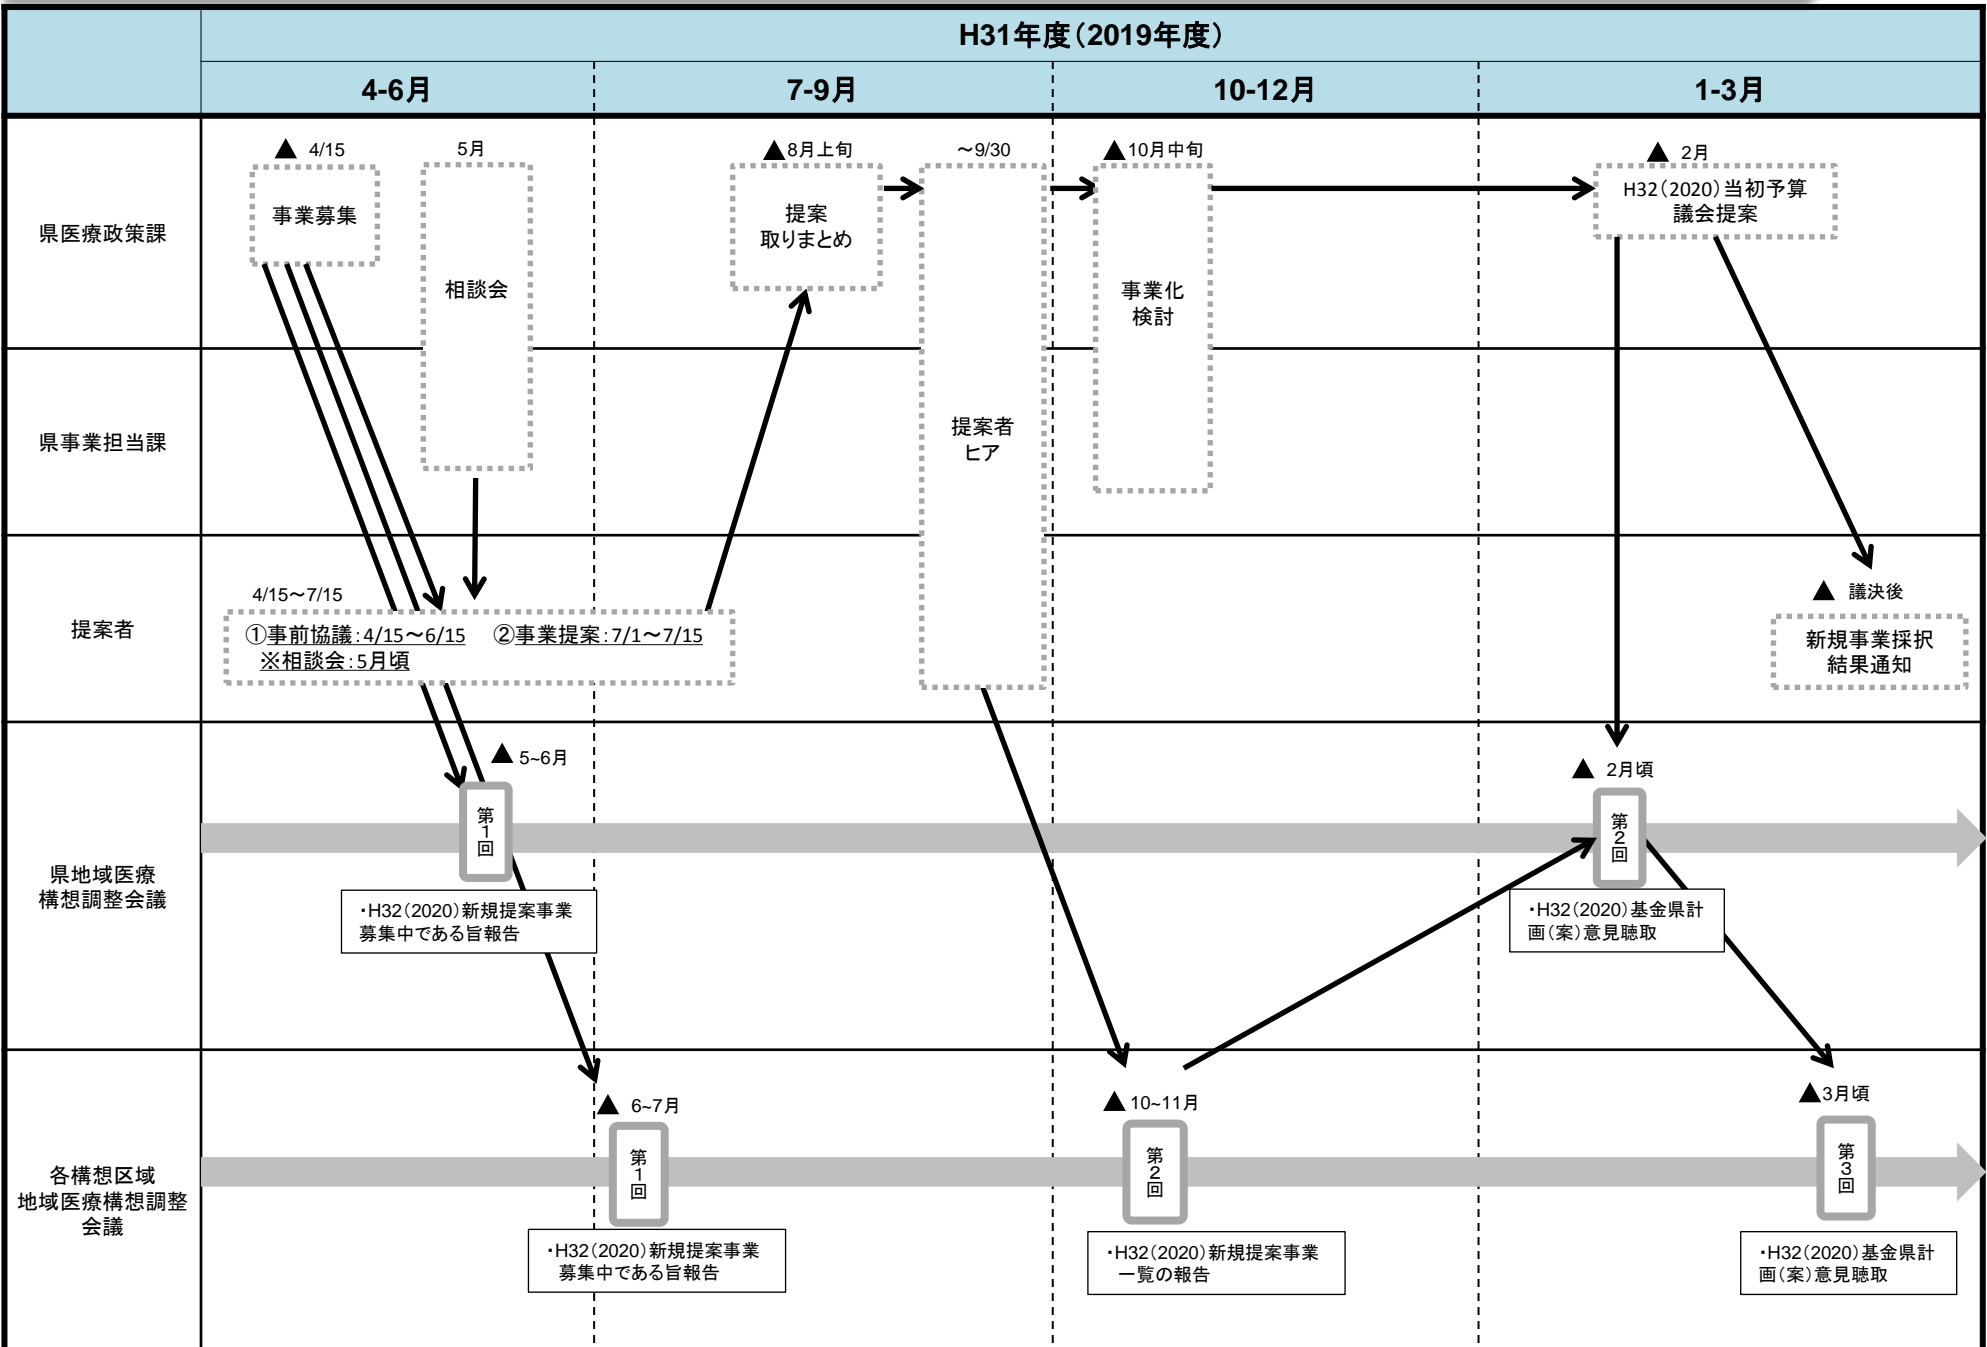 H31年度（2019年度）
4-6月
7-9月
10-12月
1-3月
県医療政策課
▲ 4/15
事業募集
5月
相談会
▲8月上旬
提案
取りまとめ
～9/30
提案者
ヒア
▲10月中旬
事業化
検討
▲ 2月
H32（2020）当初予算
議会提案
県事業担当課
提案者
4/15～7/15
①事前協議：4/15～6/15 ②事業提案：7/1～7/15
※相談会：5月頃
▲ 議決後
新規事業採択
結果通知
県地域医療
構想調整会議
▲ 5~6月
第1回
・H32（2020）新規提案事業
募集中である旨報告
▲ 2月頃
第2回
・H32（2020）基金県計
画（案）意見聴取
各構想区域
地域医療構想調整
会議
▲ 6~7月
第1回
・H32（2020）新規提案事業
募集中である旨報告
▲ 10~11月
第2回
・H32（2020）新規提案事業
一覧の報告
▲3月頃
第3回
・H32（2020）基金県計
画（案）意見聴取